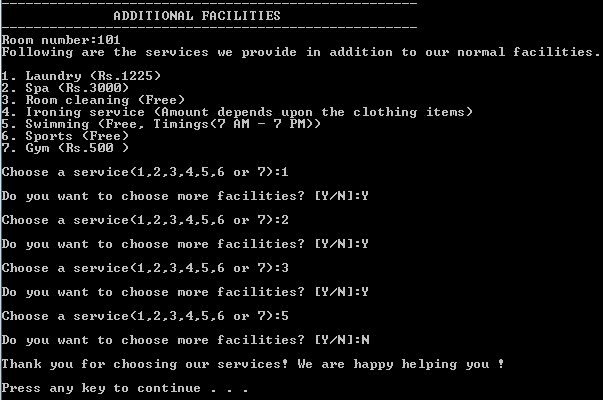 ADDITIONAL FACILITIES
Room number:101
Following are the services we provide in addition to our normal facilities.
1. Laundry (Rs.1225)
2. Spa (Rs.3000)
3. Room cleaning (Free)
4. Ironing service (Amount depends upon the clothing items)
5. Swimming (Free, Timings(7 AM - 7 PM))
6. Sports (Free)
7. Gym (Rs.500 )
Choose a service(1,2,3,4,5,6 or 7):1
Do you want to choose more facilities? [Y/N]:Y
Choose a service(1,2,3,4,5,6 or 7):2
Do you want to choose more facilities? [Y/N]:Y
Choose a service(1,2,3,4,5,6 or 7):3
Do you want to choose more facilities? [Y/N]:Y
Choose a service(1,2,3,4,5,6 or 7):5
Do you want to choose more facilities? [Y/N]:N
Thank you for choosing our services! We are happy helping you !
Press any key to continue . . .